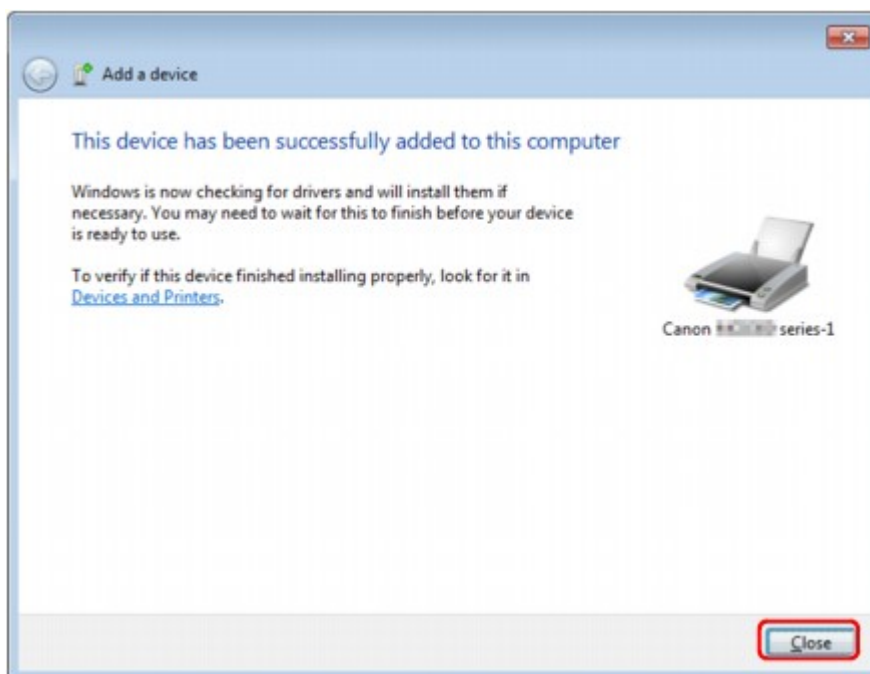 Add a device
This device has been successfully added to this computer
Windows is now checking for drivers and will install them if
necessary. You may need to wait for this to finish before your device
is ready to use.
To verify if this device finished installing properly, look for it in
Devices and Printers.
Canon series-1
Close